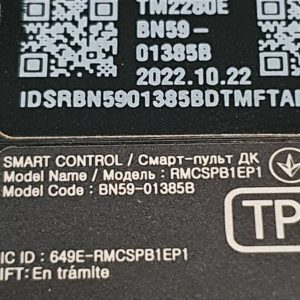 TM2280E
BN59-
01385B
2022.10.22
IDSRBN5901385BDTMFTA
SMART CONTROL / Смарт-пульт ДК
Model Name / Модель : RMCSPB1EP1
Model Code : BN59-01385B
TP
IC ID : 649E-RMCSPB1EP1
IFT: En trámite